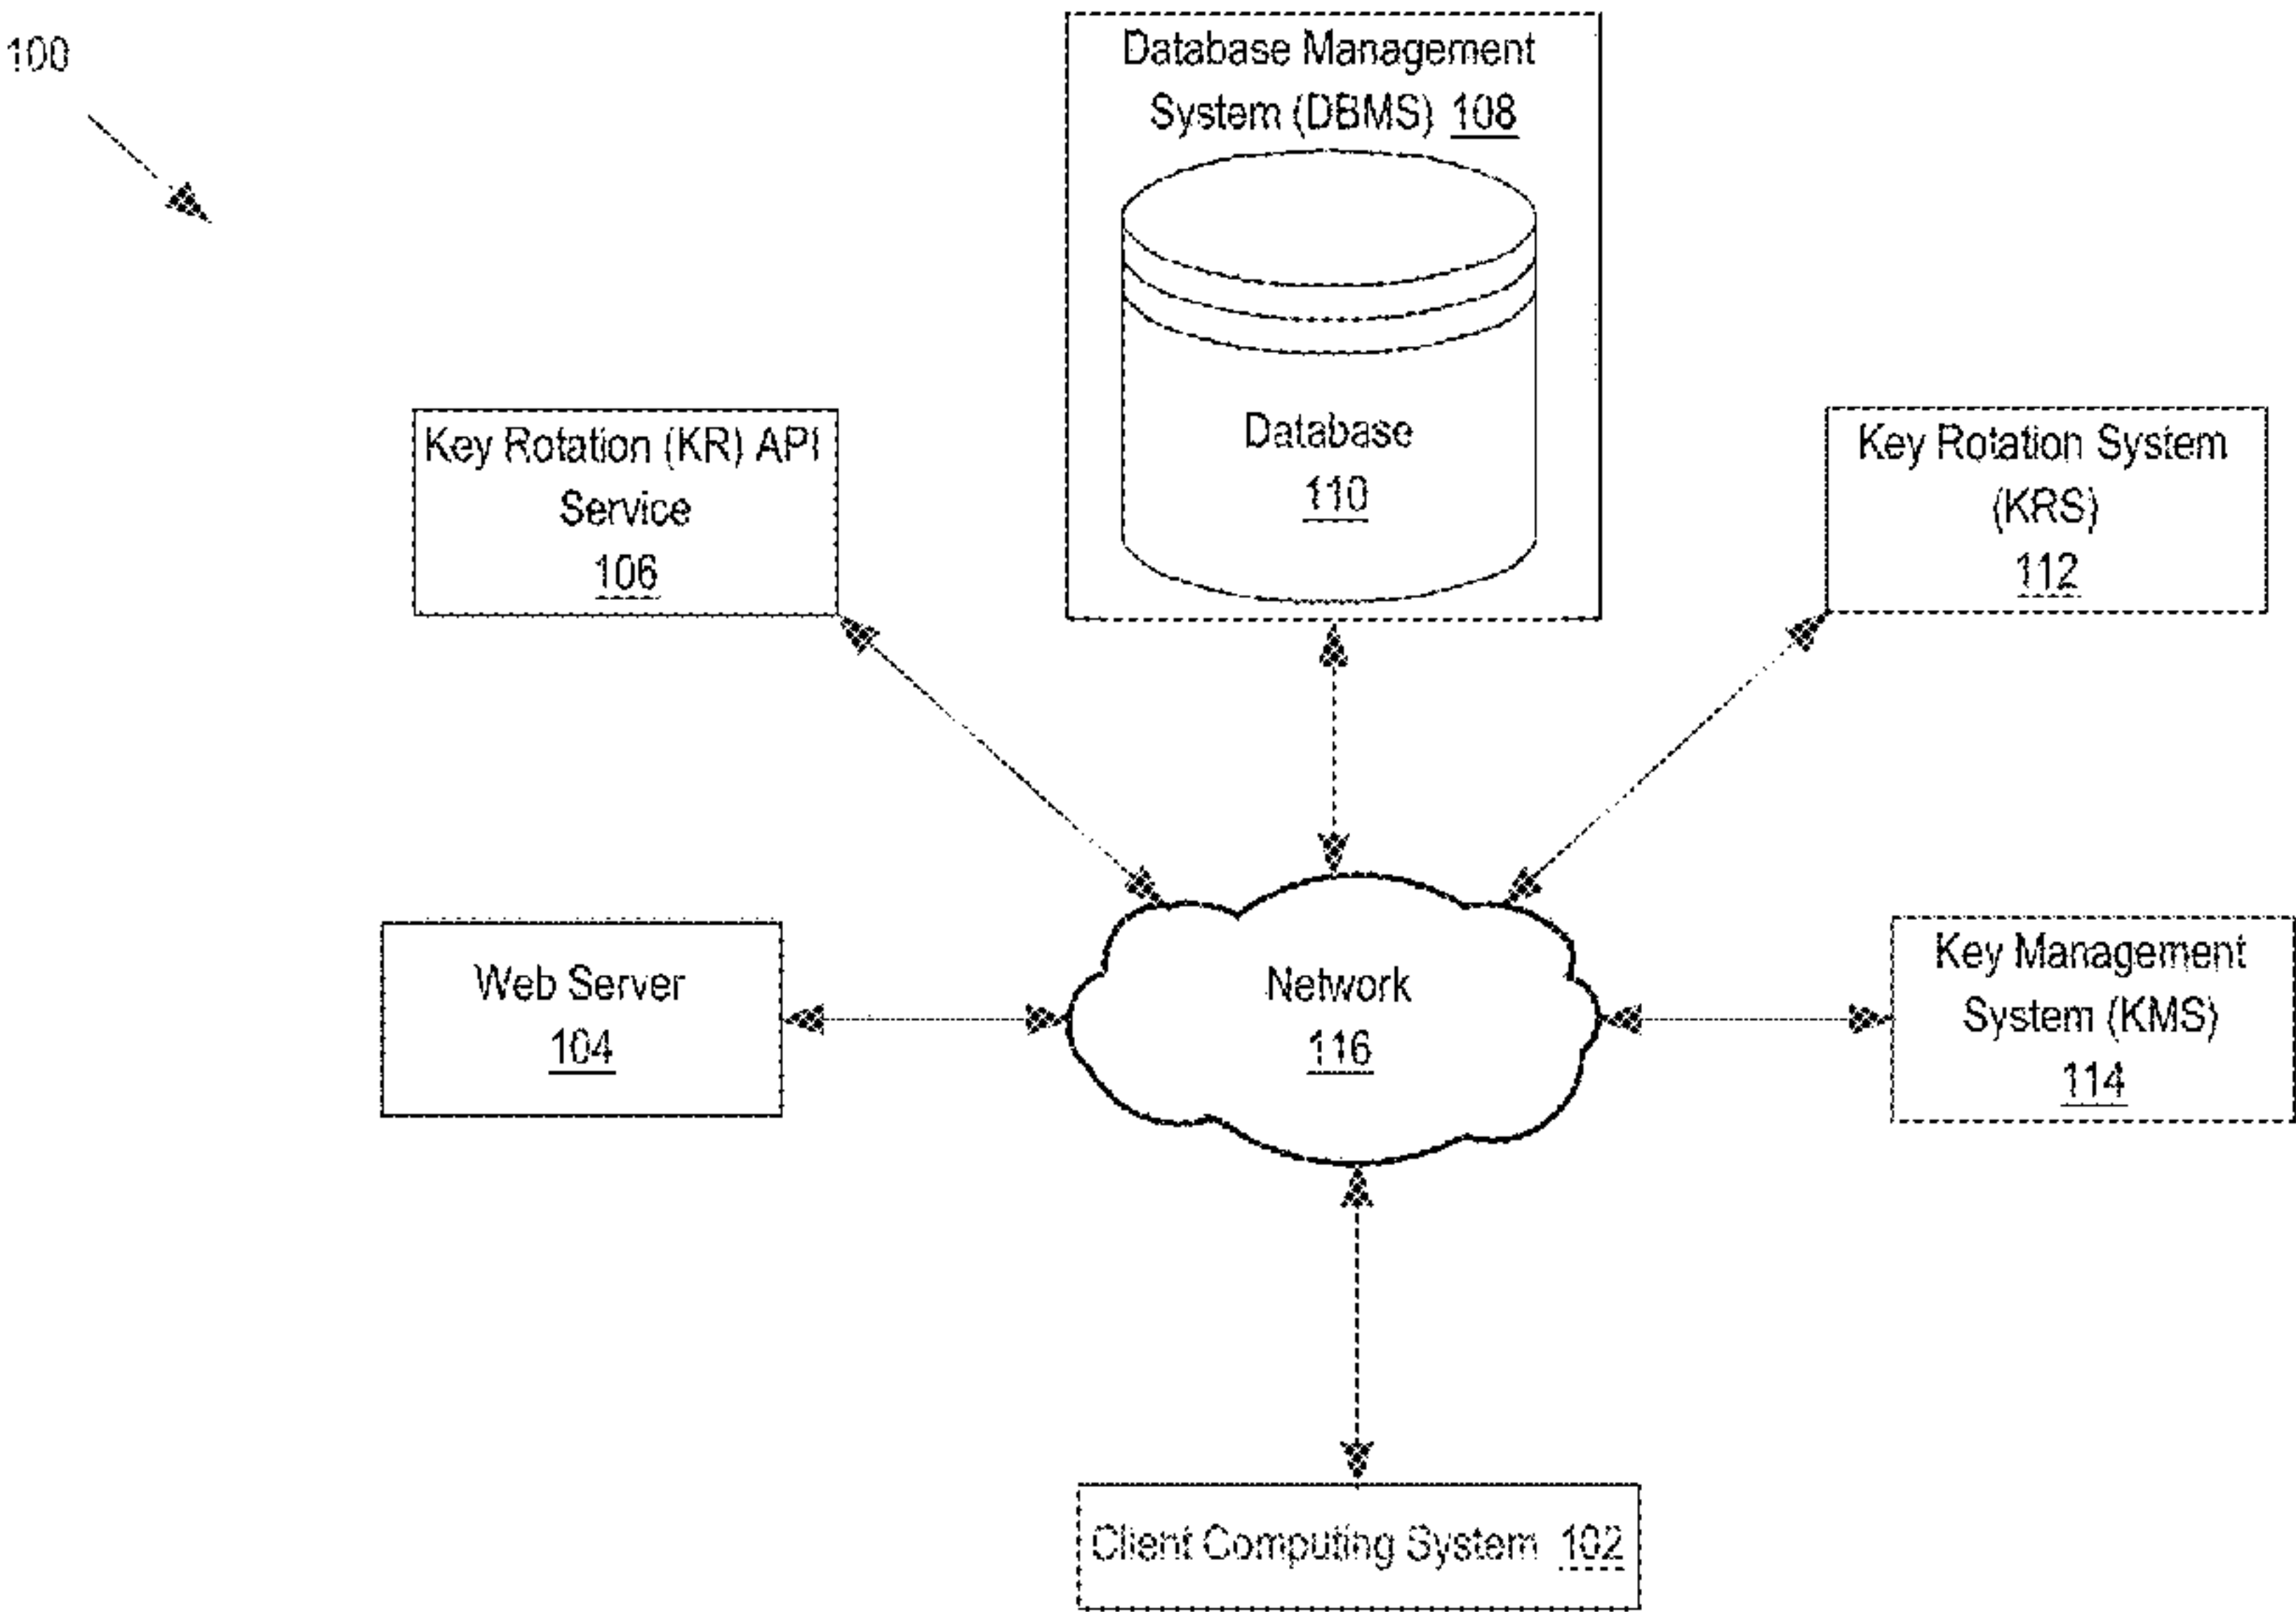 100
Database Management
System (DBMS) 108
Database
110
Key Rotation (KR) API
Service
106
Key Rotation System
(KRS)
112
Web Server
104
Network
116
Key Management
System (KMS)
114
Client Computing System 102